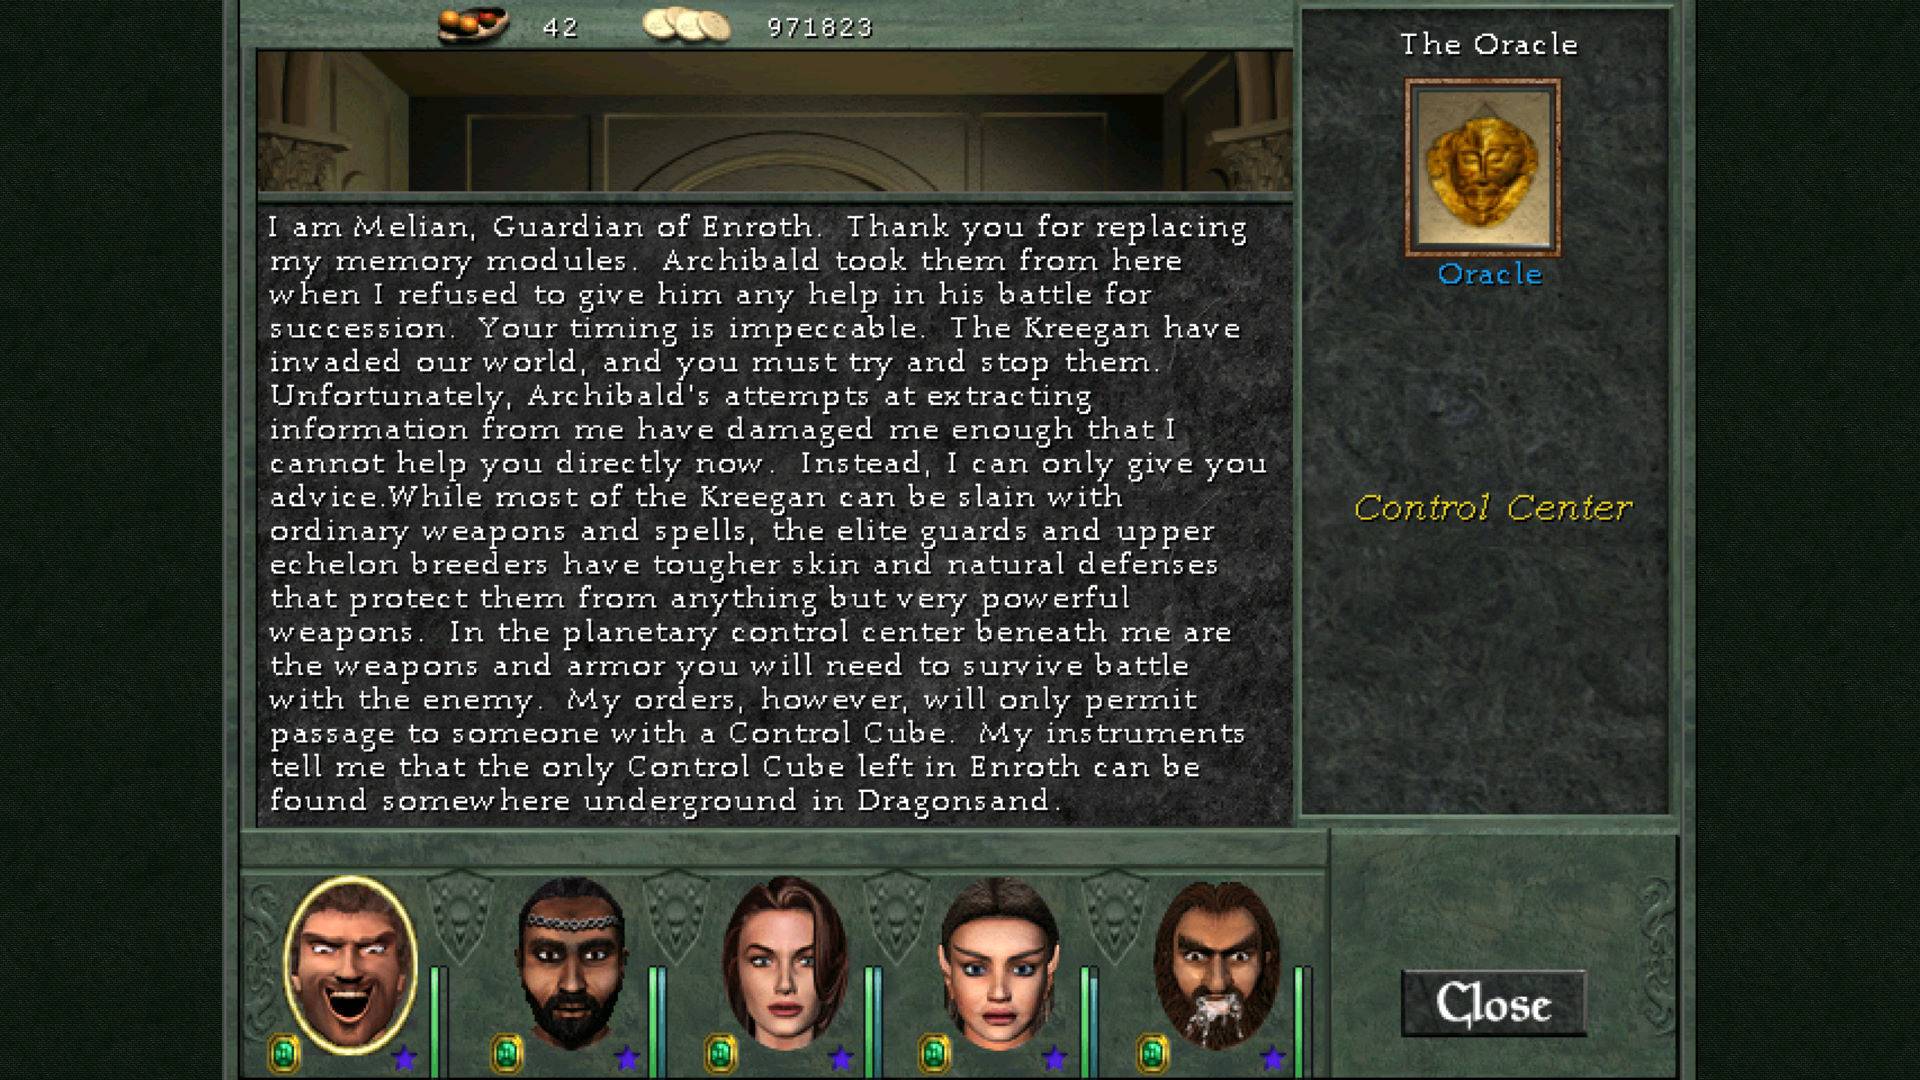 42 971823
The Oracle
Oracle
I am Melian, Guardian of Enroth.  Thank you for replacing
my memory modules.  Archibald took them from here
when I refused to give him any help in his battle for
succession.  Your timing is impeccable.  The Kreegan have
invaded our world, and you must try and stop them.
Unfortunately, Archibald's attempts at extracting
information from me have damaged me enough that I
cannot help you directly now.  Instead, I can only give you
advice.While most of the Kreegan can be slain with
ordinary weapons and spells, the elite guards and upper
echelon breeders have tougher skin and natural defenses
that protect them from anything but very powerful
weapons.  In the planetary control center beneath me are
the weapons and armor you will need to survive battle
with the enemy.  My orders, however, will only permit
passage to someone with a Control Cube.  My instruments
tell me that the only Control Cube left in Enroth can be
found somewhere underground in Dragonsand.
Control Center
Close